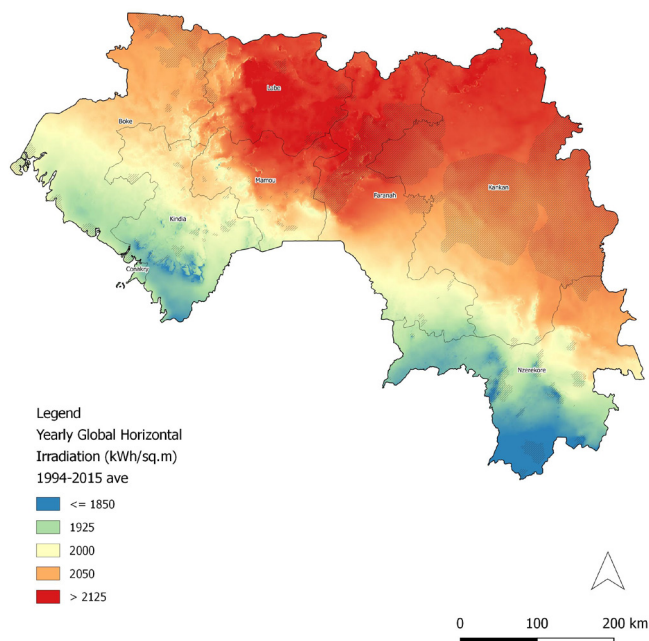 Labe
Boke
Mamou
Kankan
Faranah
Kindia
Conakry
Nzerekore
Legend
Yearly Global Horizontal
Irradiation (kWh/sq.m)
1994-2015 ave
<= 1850
1925
2000
2050
> 2125
0 100 200 km